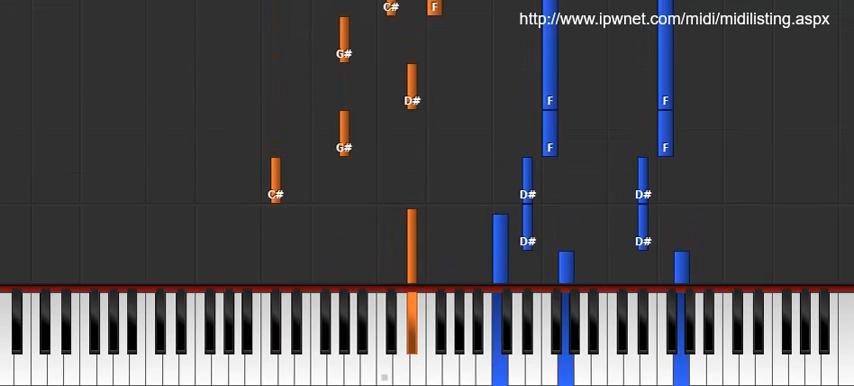 C# F http://www.ipwnet.com/midi/midilisting.aspx
G#
D# F F
G# F F
C# D# D#
D# D#